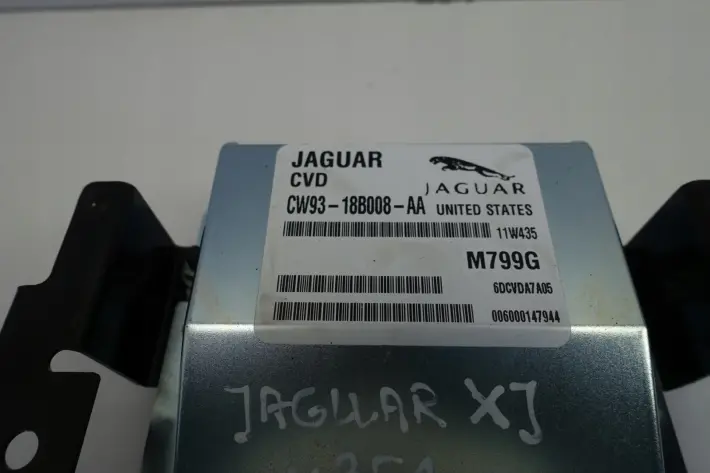 JAGUAR
CVD
JAGUAR
CW93-18B008-AA UNITED STATES
11W435
M799G
6DCVDA7A05
006000147944
JAGUAR XJ